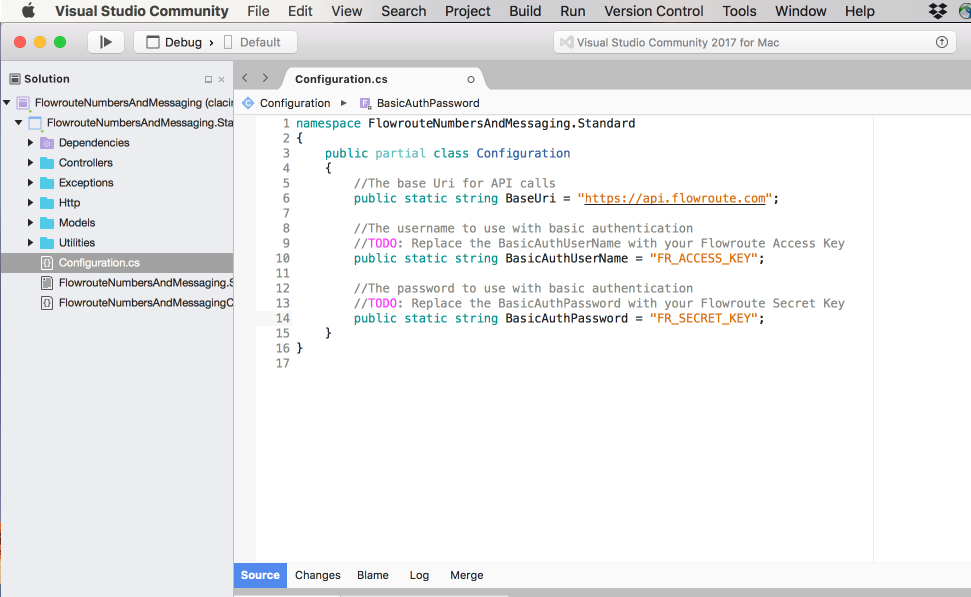 Visual Studio Community File Edit View Search Project Build Run Version Control Tools Window Help
Debug › Default
Visual Studio Community 2017 for Mac
Solution
FlowrouteNumbersAndMessaging (clacin
FlowrouteNumbersAndMessaging.Sta
Dependencies
Controllers
Exceptions
Http
Models
Utilities
Configuration.cs
FlowrouteNumbersAndMessaging.S
FlowrouteNumbersAndMessagingC
Configuration.cs
Configuration ▶ BasicAuthPassword
1 namespace FlowrouteNumbersAndMessaging.Standard
2 {
3     public partial class Configuration
4     {
5         //The base Uri for API calls
6         public static string BaseUri = "https://api.flowroute.com";
7
8         //The username to use with basic authentication
9         //TODO: Replace the BasicAuthUserName with your Flowroute Access Key
10         public static string BasicAuthUserName = "FR_ACCESS_KEY";
11
12         //The password to use with basic authentication
13         //TODO: Replace the BasicAuthPassword with your Flowroute Secret Key
14         public static string BasicAuthPassword = "FR_SECRET_KEY";
15     }
16 }
17
Source Changes Blame Log Merge